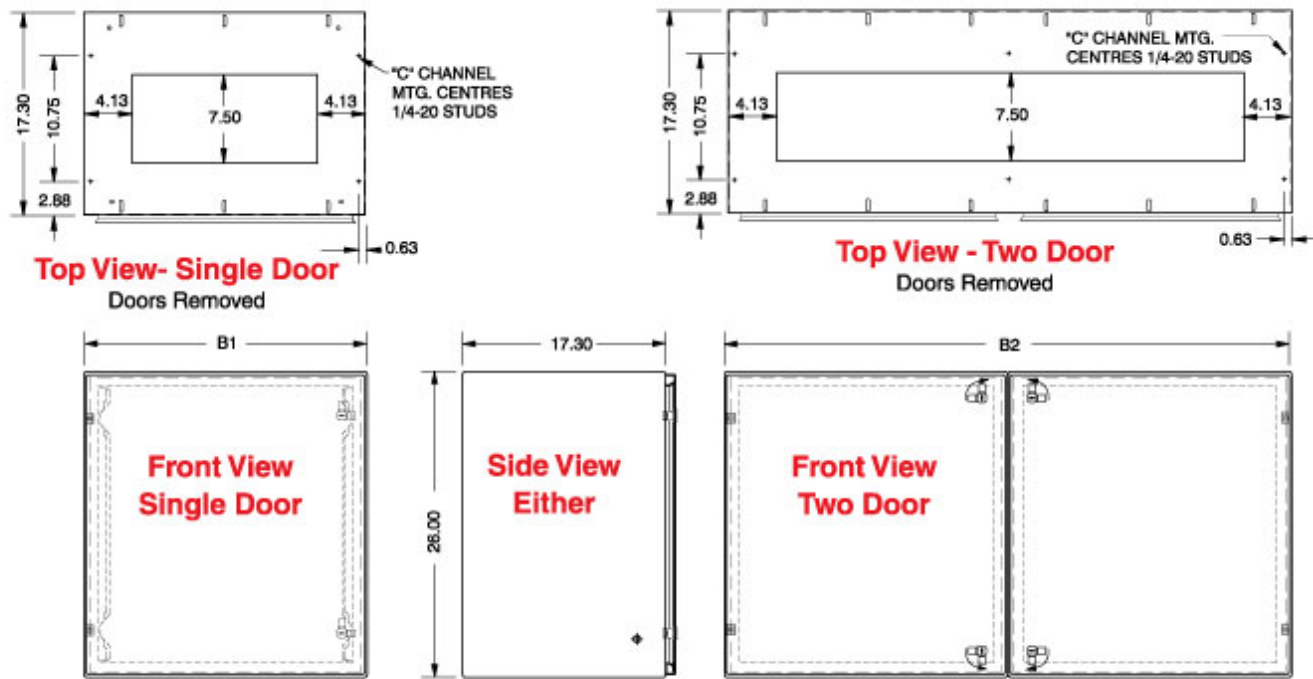 17.30
10.75
2.88
4.13
7.50
4.13
"C" CHANNEL
MTG. CENTRES
1/4-20 STUDS
0.63
Top View- Single Door
Doors Removed
17.30
10.75
2.88
4.13
7.50
4.13
"C" CHANNEL MTG.
CENTRES 1/4-20 STUDS
0.63
Top View - Two Door
Doors Removed
B1
Front View
Single Door
17.30
26.00
Side View
Either
B2
Front View
Two Door